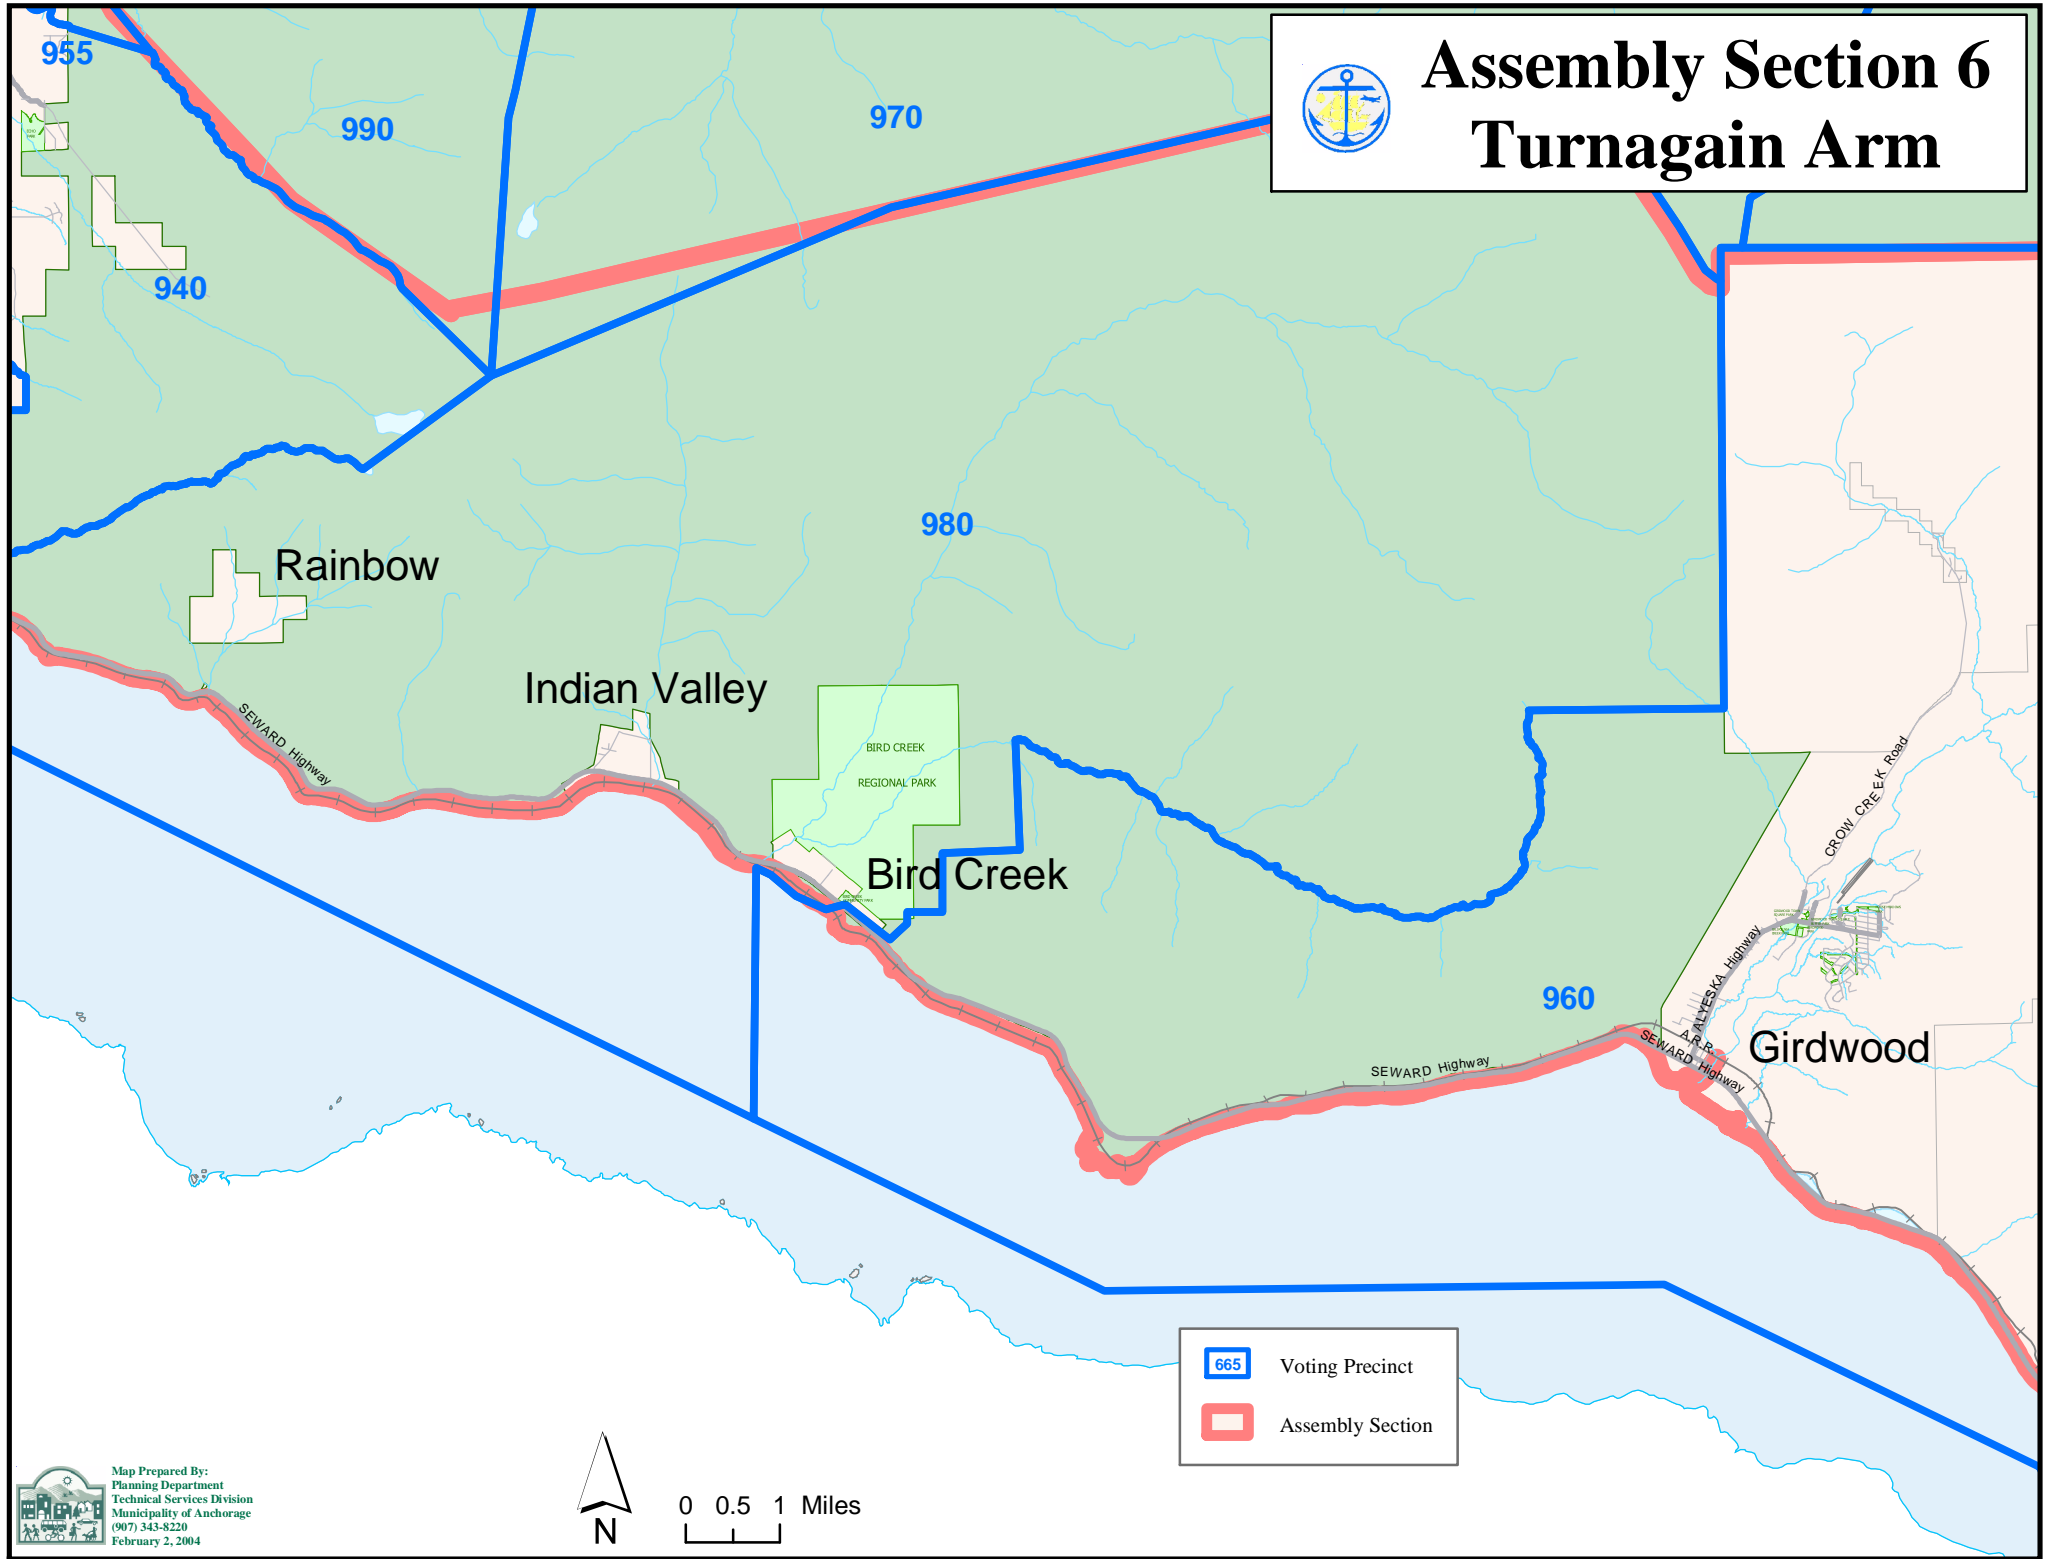 Assembly Section 6
Turnagain Arm
955
990
970
940
980
Rainbow
Indian Valley
SEWARD Highway
BIRD CREEK
REGIONAL PARK
Bird Creek
CROW CREEK Road
ALYESKA Highway
960
A.R.R.
SEWARD Highway
SEWARD Highway
Girdwood
665 Voting Precinct
Assembly Section
Map Prepared By:
Planning Department
Technical Services Division
Municipality of Anchorage
(907) 343-8220
February 2, 2004
N
0 0.5 1 Miles